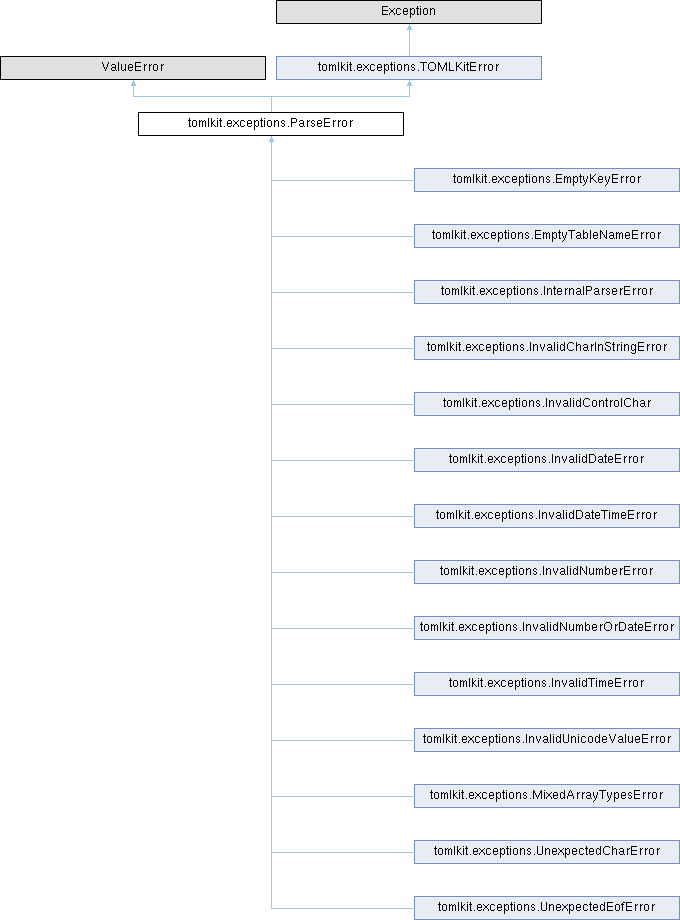 Exception
ValueError
tomlkit.exceptions.TOMLKitError
tomlkit.exceptions.ParseError
tomlkit.exceptions.EmptyKeyError
tomlkit.exceptions.EmptyTableNameError
tomlkit.exceptions.InternalParserError
tomlkit.exceptions.InvalidCharInStringError
tomlkit.exceptions.InvalidControlChar
tomlkit.exceptions.InvalidDateError
tomlkit.exceptions.InvalidDateTimeError
tomlkit.exceptions.InvalidNumberError
tomlkit.exceptions.InvalidNumberOrDateError
tomlkit.exceptions.InvalidTimeError
tomlkit.exceptions.InvalidUnicodeValueError
tomlkit.exceptions.MixedArrayTypesError
tomlkit.exceptions.UnexpectedCharError
tomlkit.exceptions.UnexpectedEofError